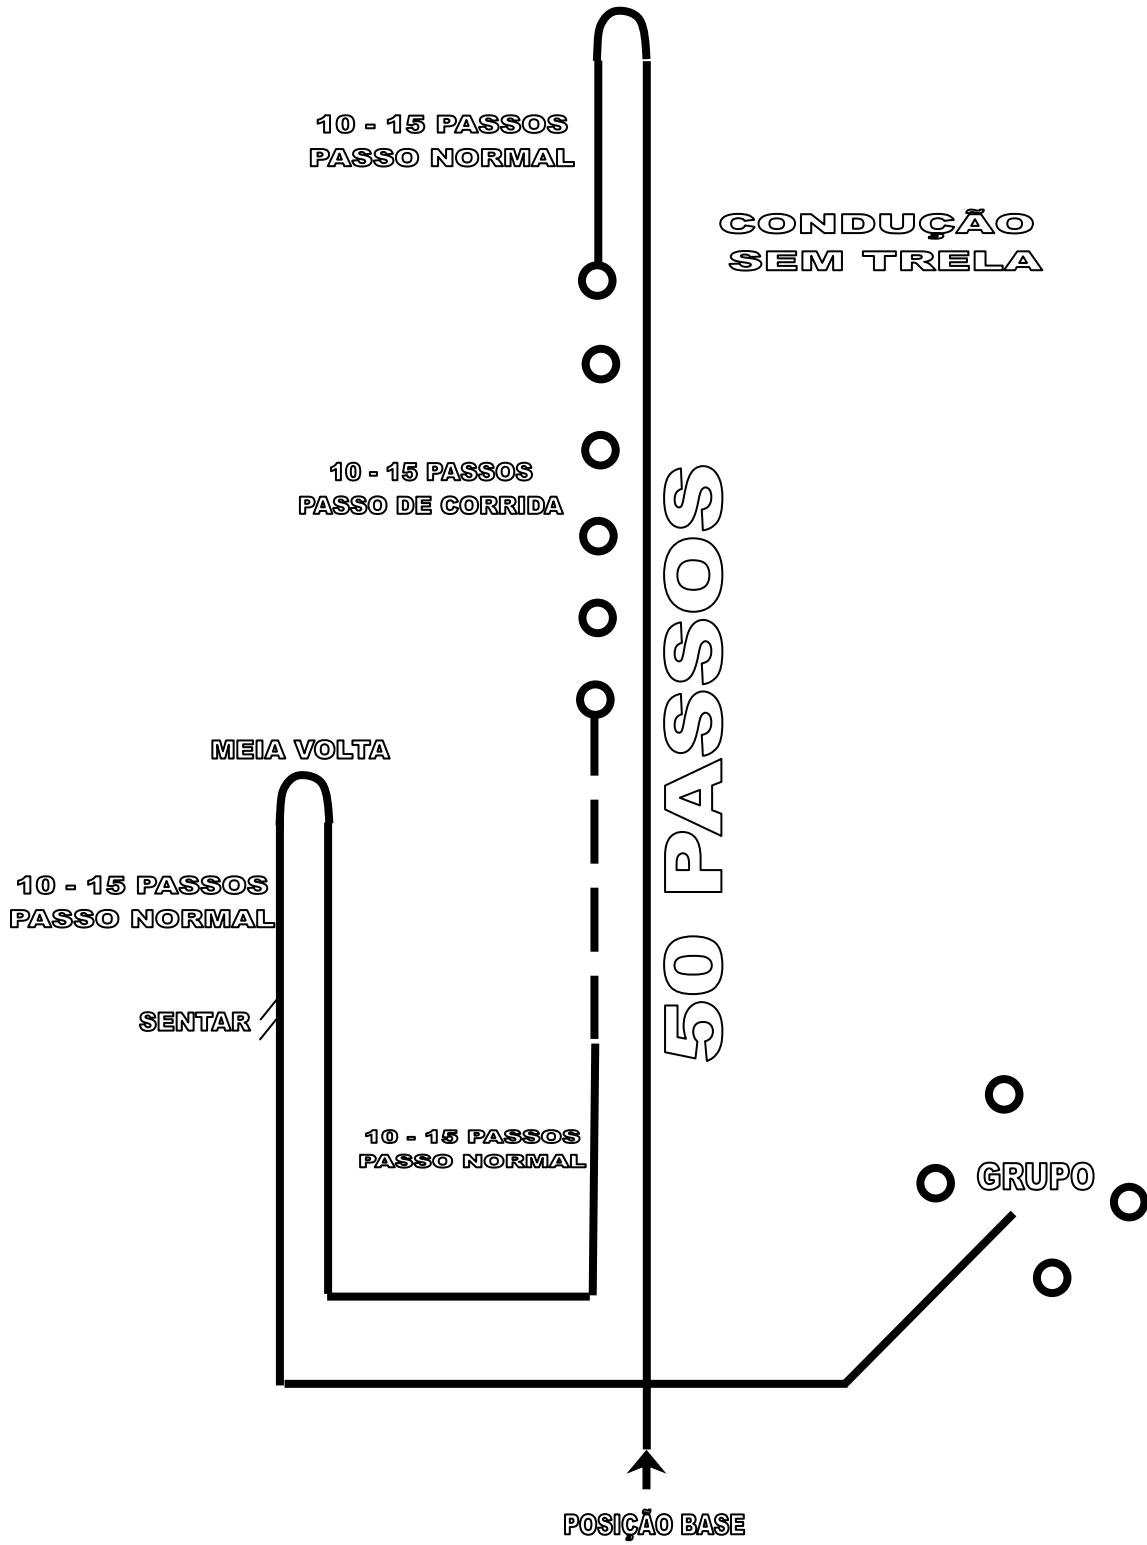 10 - 15 PASSOS
PASSO NORMAL
CONDUÇÃO
SEM TRELA
10 - 15 PASSOS
PASSO DE CORRIDA
50 PASSOS
MEIA VOLTA
10 - 15 PASSOS
PASSO NORMAL
SENTAR
10 - 15 PASSOS
PASSO NORMAL
GRUPO
POSIÇÃO BASE